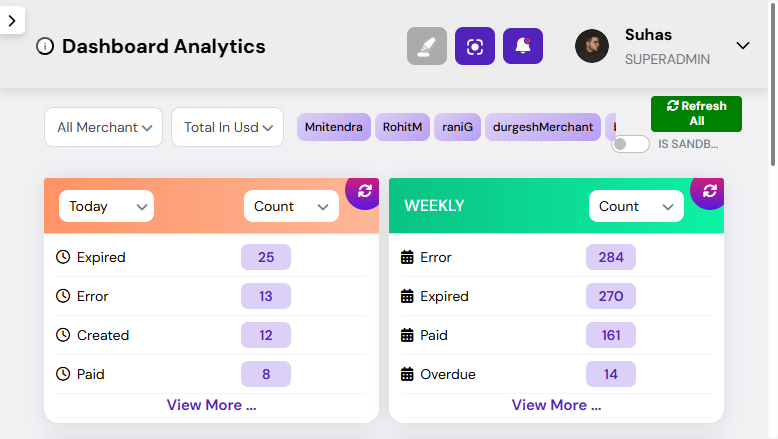 Dashboard Analytics
Suhas
SUPERADMIN
All Merchant
Total In Usd
Mnitendra
RohitM
raniG
durgeshMerchant
Refresh
All
IS SANDB...
Today
Count
WEEKLY
Count
Expired 25
Error 13
Created 12
Paid 8
View More ...
Error 284
Expired 270
Paid 161
Overdue 14
View More ...